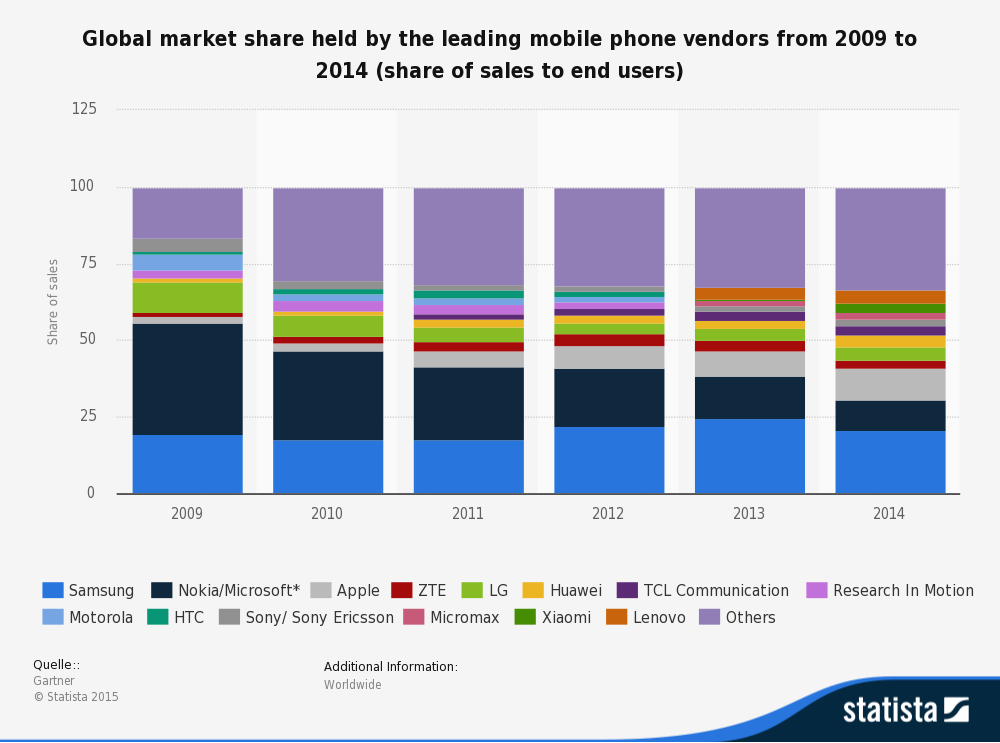 Global market share held by the leading mobile phone vendors from 2009 to
2014 (share of sales to end users)
125
100
75
50
25
0
Share of sales
2009 2010 2011 2012 2013 2014
Samsung Nokia/Microsoft* Apple ZTE LG Huawei TCL Communication Research In Motion
Motorola HTC Sony/ Sony Ericsson Micromax Xiaomi Lenovo Others
Quelle::
Gartner
© Statista 2015
Additional Information:
Worldwide
statista